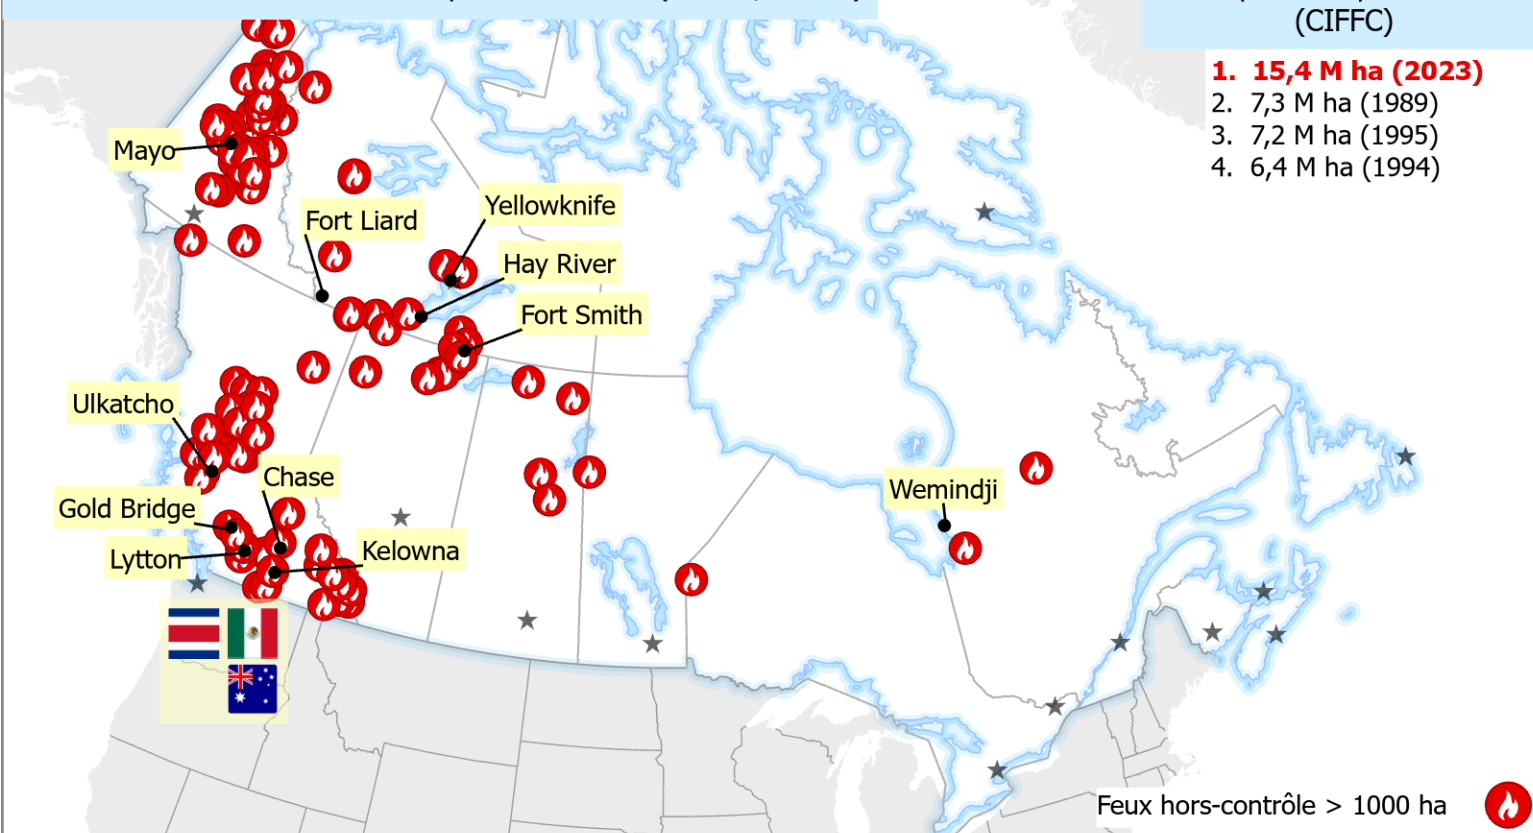 (CIFFC)
1. 15,4 M ha (2023)
2. 7,3 M ha (1989)
3. 7,2 M ha (1995)
4. 6,4 M ha (1994)
Mayo
Fort Liard
Yellowknife
Hay River
Fort Smith
Ulkatcho
Chase
Gold Bridge
Lytton
Kelowna
Wemindji
Feux hors-contrôle > 1000 ha